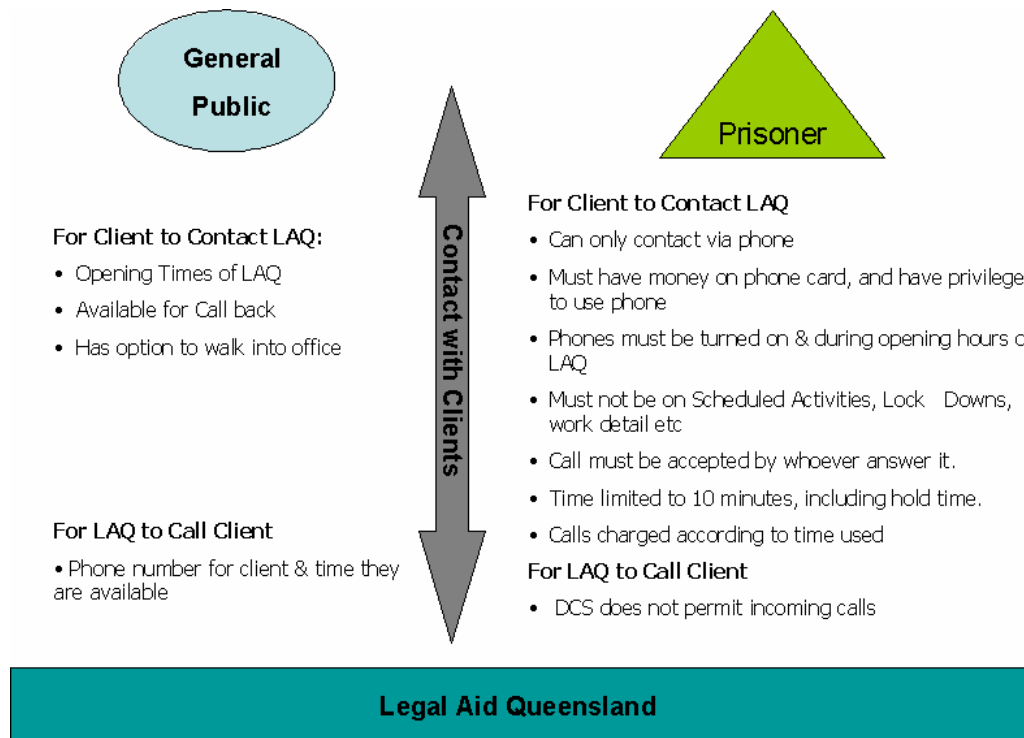 General
Public
Prisoner
Contact with Clients
For Client to Contact LAQ:
• Opening Times of LAQ
• Available for Call back
• Has option to walk into office
For LAQ to Call Client
• Phone number for client & time they
are available
For Client to Contact LAQ
• Can only contact via phone
• Must have money on phone card, and have privilege
to use phone
• Phones must be turned on & during opening hours
LAQ
• Must not be on Scheduled Activities, Lock Downs,
work detail etc
• Call must be accepted by whoever answer it.
• Time limited to 10 minutes, including hold time.
• Calls charged according to time used
For LAQ to Call Client
• DCS does not permit incoming calls
Legal Aid Queensland